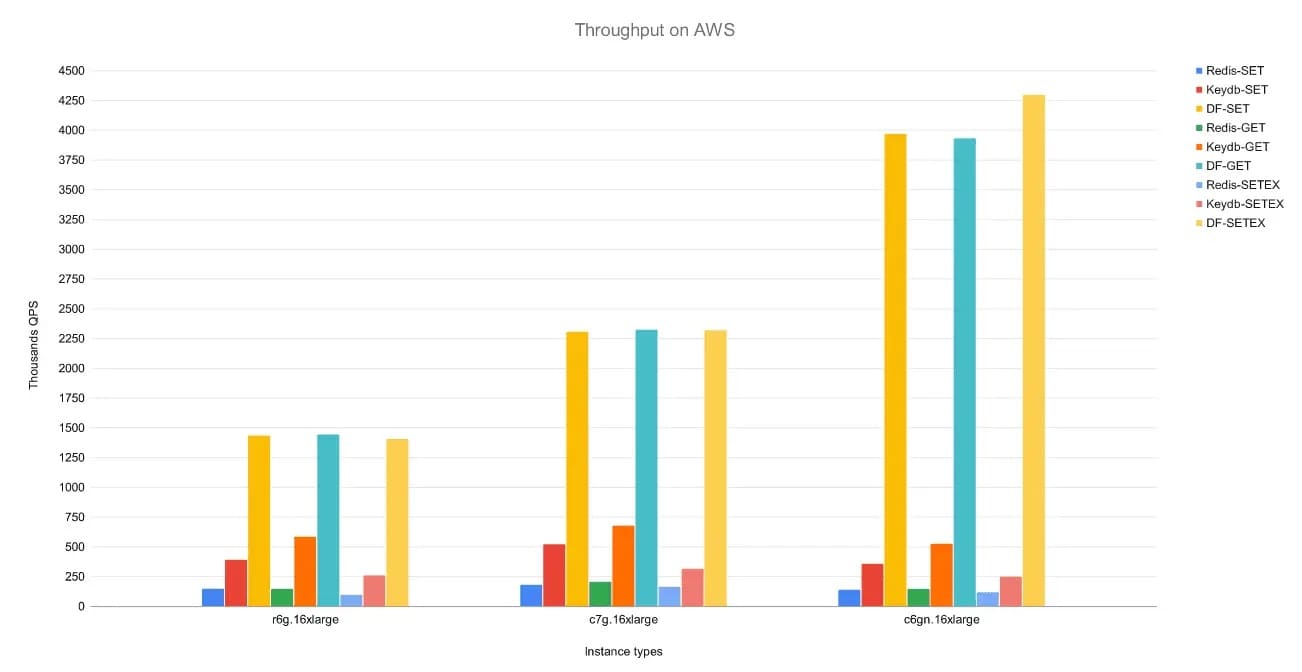 Throughput on AWS
4500
4250
4000
3750
3500
3250
3000
2750
2500
2250
2000
1750
1500
1250
1000
750
500
250
0
Thousands QPS
r6g.16xlarge
c7g.16xlarge
c6gn.16xlarge
Instance types
Redis-SET
Keydb-SET
DF-SET
Redis-GET
Keydb-GET
DF-GET
Redis-SETEX
Keydb-SETEX
DF-SETEX